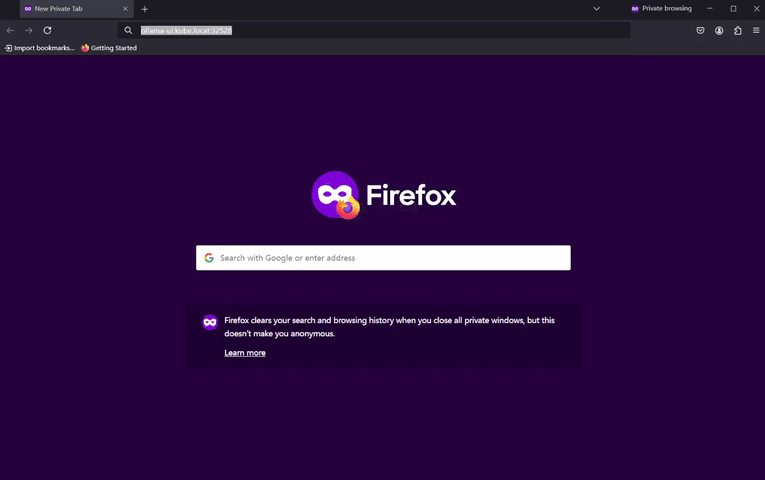 New Private Tab
Private browsing
ollama-ui.kube.local:32528
Import bookmarks...
Getting Started
Firefox
Search with Google or enter address
Firefox clears your search and browsing history when you close all private windows, but this
doesn't make you anonymous.
Learn more